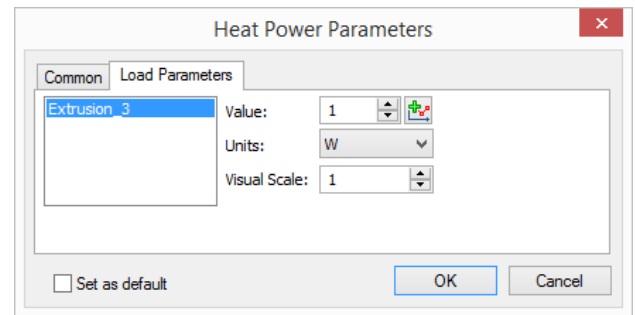 Heat Power Parameters
Common Load Parameters
Extrusion_3
Value: 1
Units: W
Visual Scale: 1
Set as default
OK Cancel